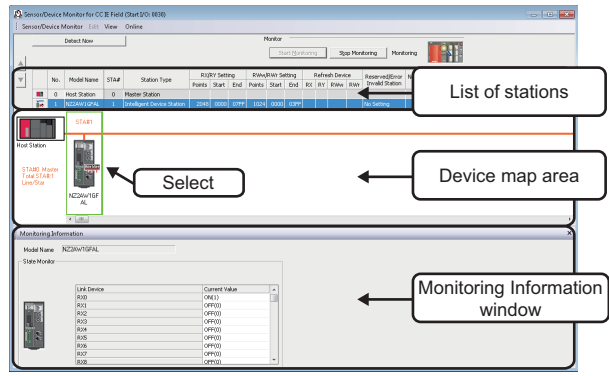 Sensor/Device Monitor for CC IE Field (Start I/O: 0030)
Sensor/Device Monitor Edit View Online
Detect Now
Monitor
Start Monitoring Stop Monitoring Monitoring
RX/RY Setting RWw/RWr Setting Refresh Device Reserved/Error Invalid Station
No. Model Name STA# Station Type Points Start End Points Start End RX RY RWw RWr
0 Host Station 0 Master Station
1 NZ2AW1GFAL 1 Intelligent Device Station 2048 0000 07FF 1024 0000 03FF No Setting
List of stations
STA#1
Host Station
STA#0 Master
Total STA#:1
Line/Star
NZ2AW1GF
AL
Select
Device map area
Monitoring Information
Model Name NZ2AW1GFAL
State Monitor
Link Device Current Value
RX0 ON(1)
RX1 OFF(0)
RX2 OFF(0)
RX3 OFF(0)
RX4 OFF(0)
RX5 OFF(0)
RX6 OFF(0)
RX7 OFF(0)
RX8 OFF(0)
Monitoring Information
window